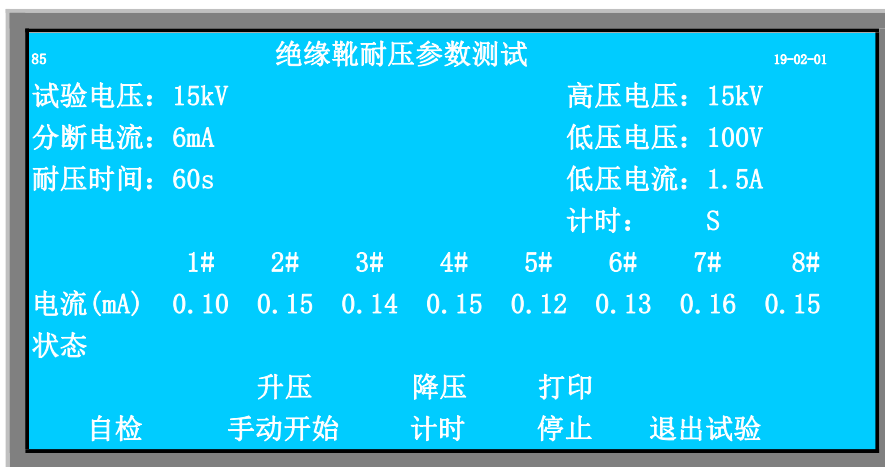 85 绝缘靴耐压参数测试 19-02-01
试验电压：15kV 高压电压：15kV
分断电流：6mA 低压电压：100V
耐压时间：60s 低压电流：1.5A
计时： S
1# 2# 3# 4# 5# 6# 7# 8#
电流(mA) 0.10 0.15 0.14 0.15 0.12 0.13 0.16 0.15
状态
升压 降压 打印
自检 手动开始 计时 停止 退出试验